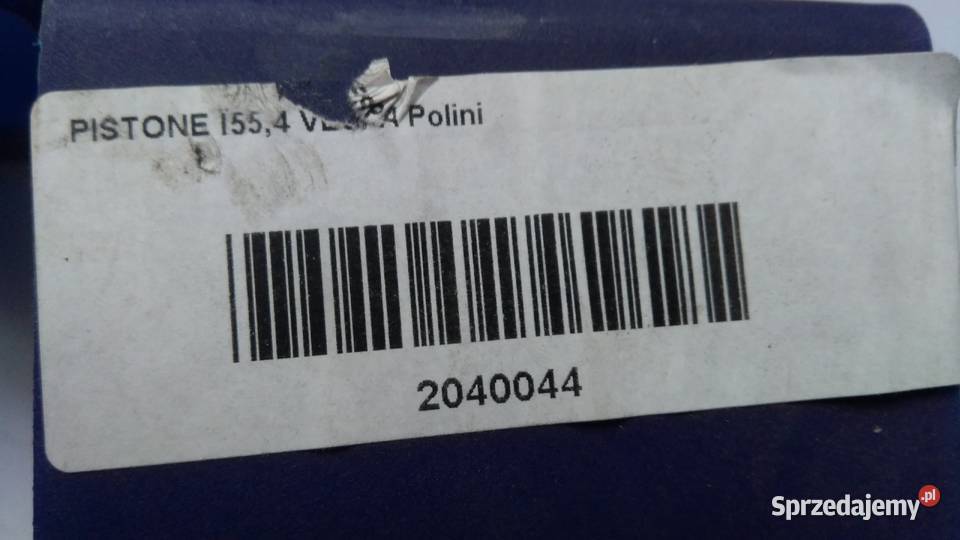 PISTONE I55,4 Polini
2040044
Sprzedajemy.pl